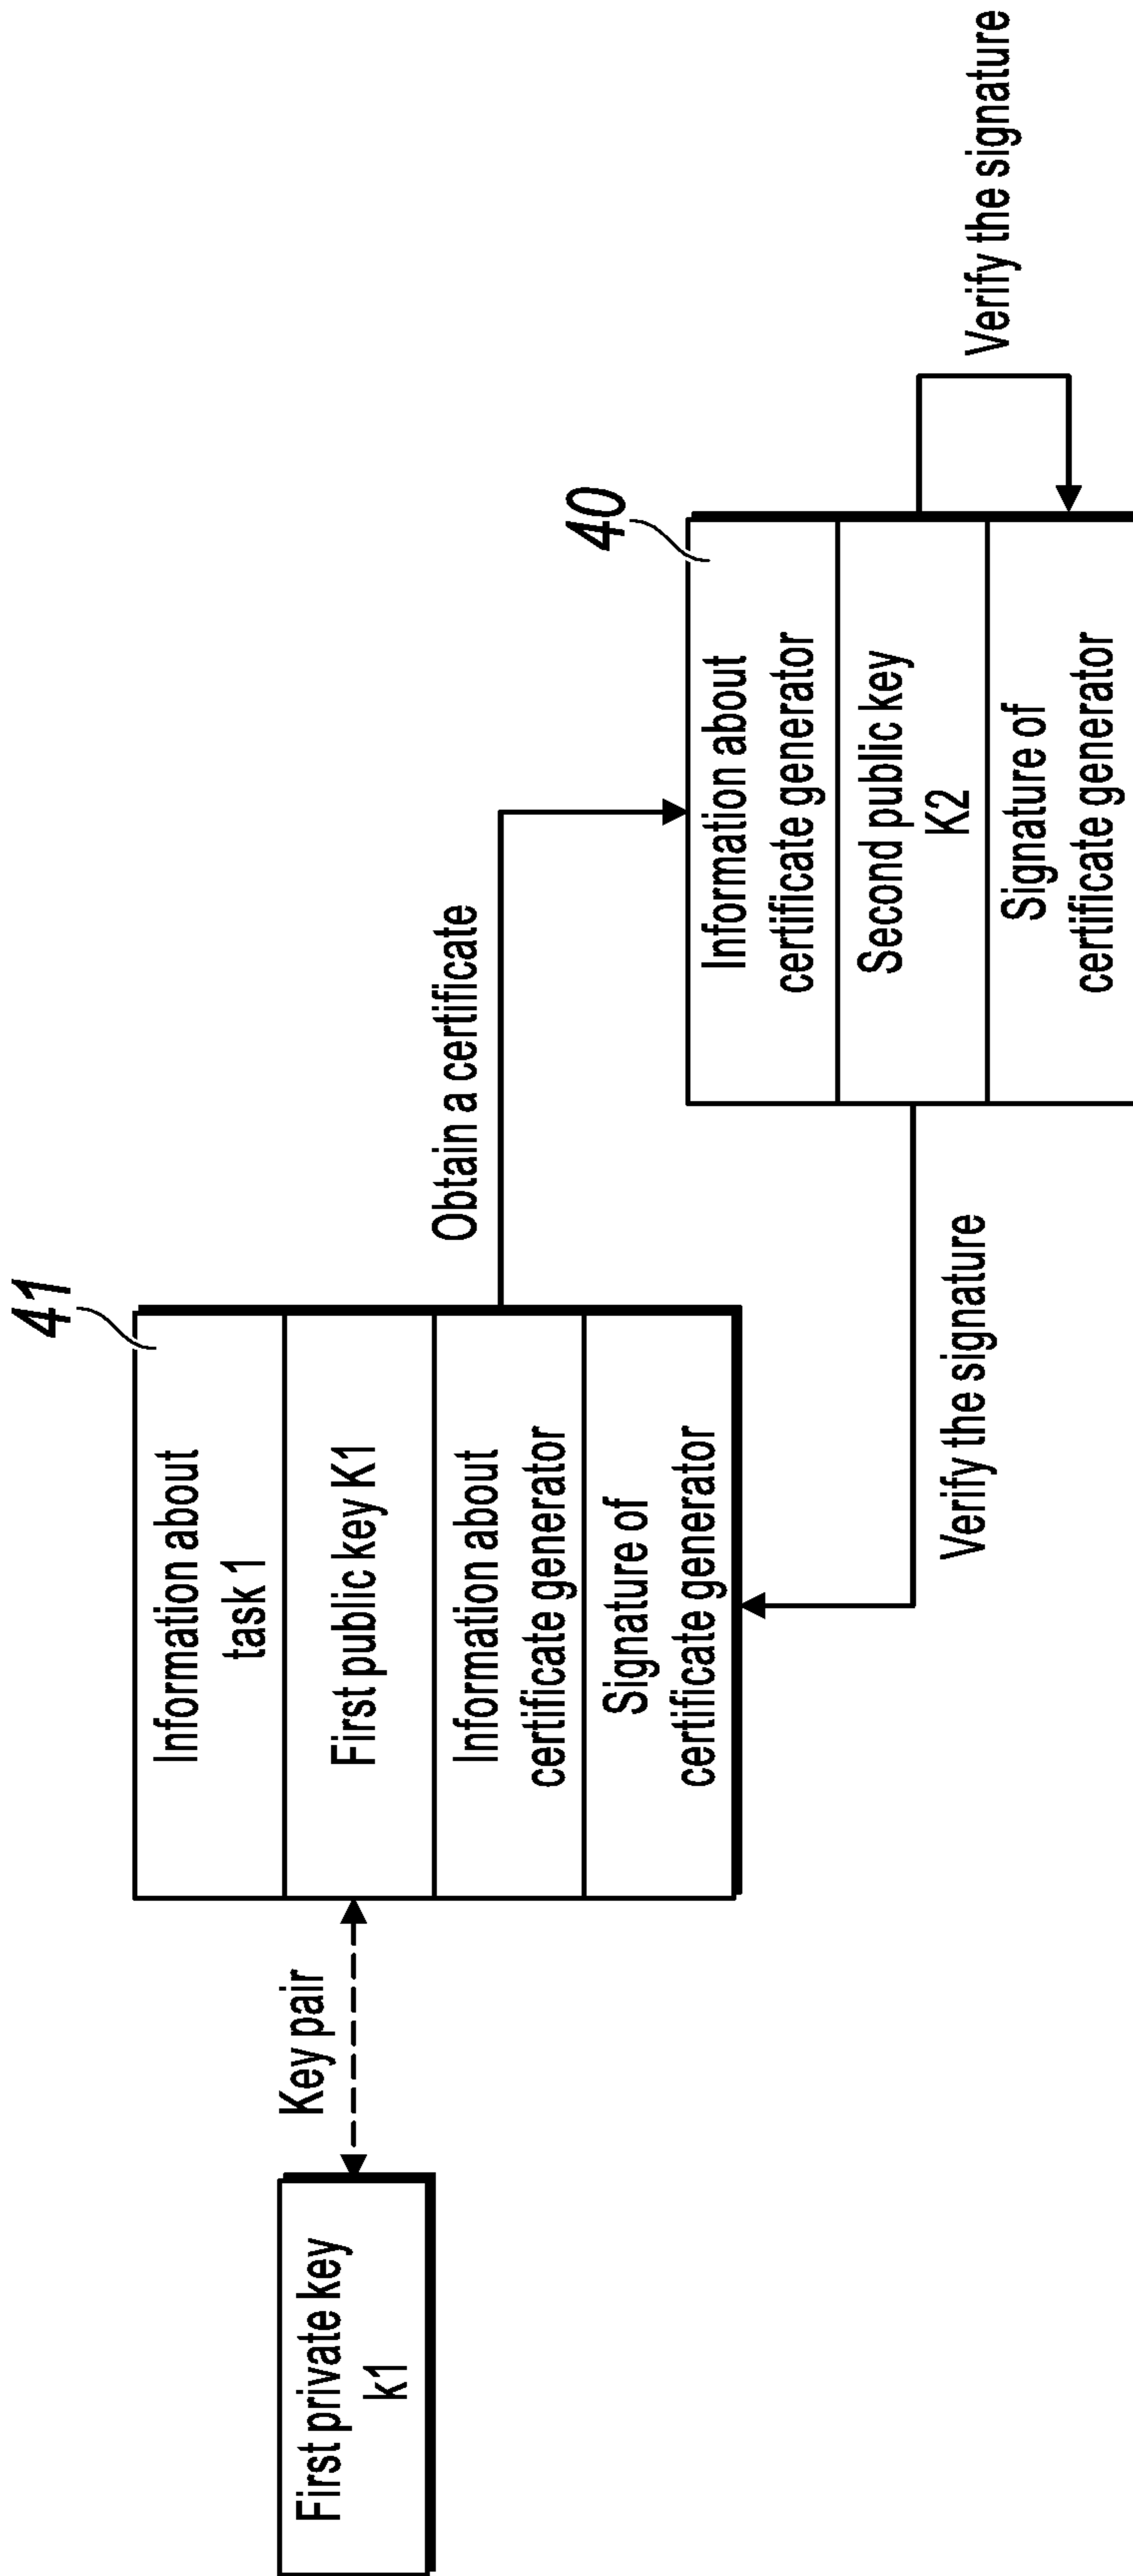 First private key
k1
Key pair
41
Information about
task 1
First public key K1
Information about
certificate generator
Signature of
certificate generator
Obtain a certificate
Verify the signature
40
Information about
certificate generator
Second public key
K2
Signature of
certificate generator
Verify the signature